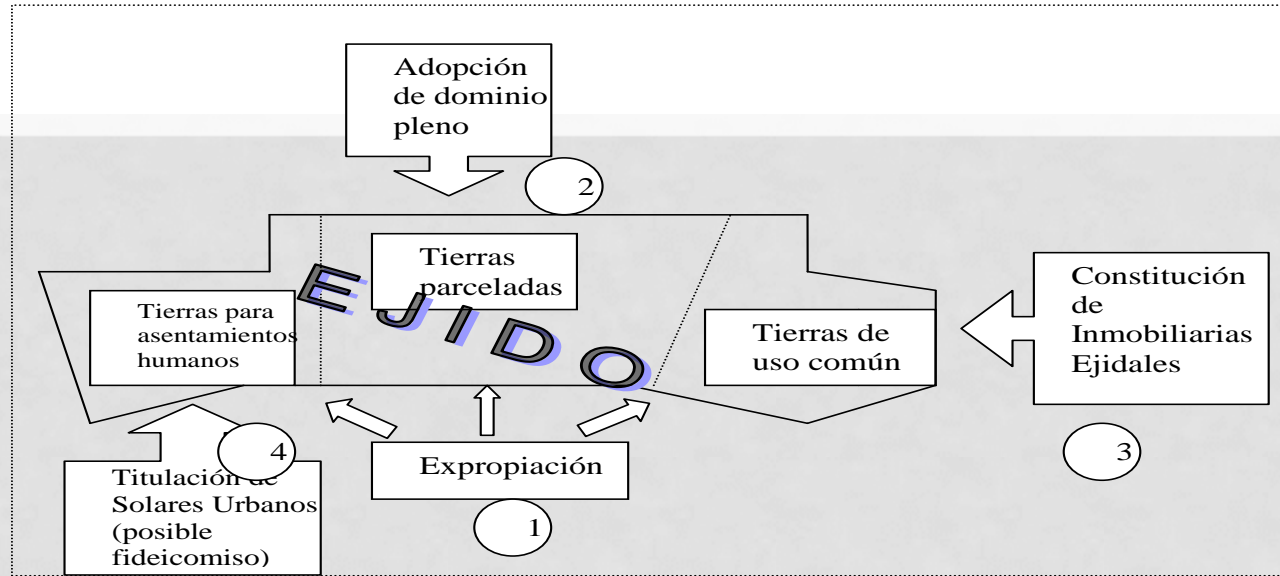 Adopción
de dominio
pleno
2
Tierras
parceladas
EJIDO
Tierras para
asentamientos
humanos
Tierras de
uso común
Constitución
de
Inmobiliarias
Ejidales
3
4
Titulación de
Solares Urbanos
(posible
fideicomiso)
Expropiación
1